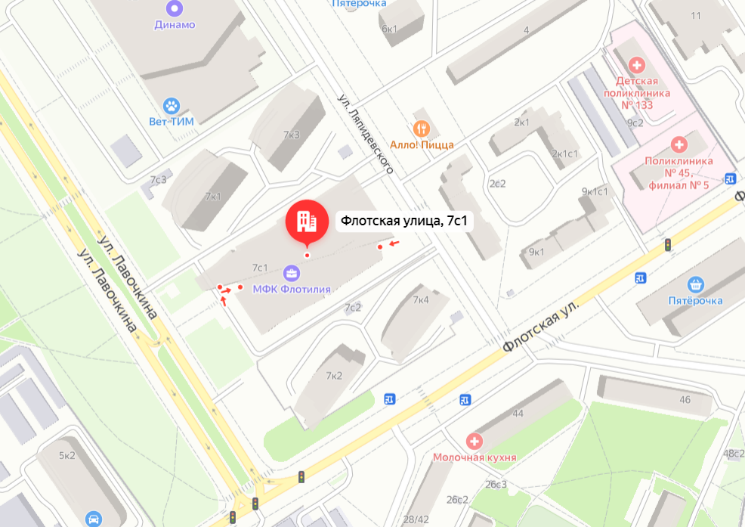 Пятёрочка
Динамо
11
6к1
4
Детская
поликлиника
№ 133
Вет-ТИМ
ул. Ляпидевского
9с2
7к3
Алло! Пицца
2к1
2к1с1
Поликлиника
№ 45,
филиал № 5
7с3
7к1
2с2
9к1с1
Ф
Флотская улица, 7с1
ул. Лавочкина
ул. Лавочкина
9к1
7с1
МФК Флотилия
7с2
7к4
Пятёрочка
Флотская ул.
7к2
44
46
Молочная кухня
5к2
48с2
26с3
26с2
28/42